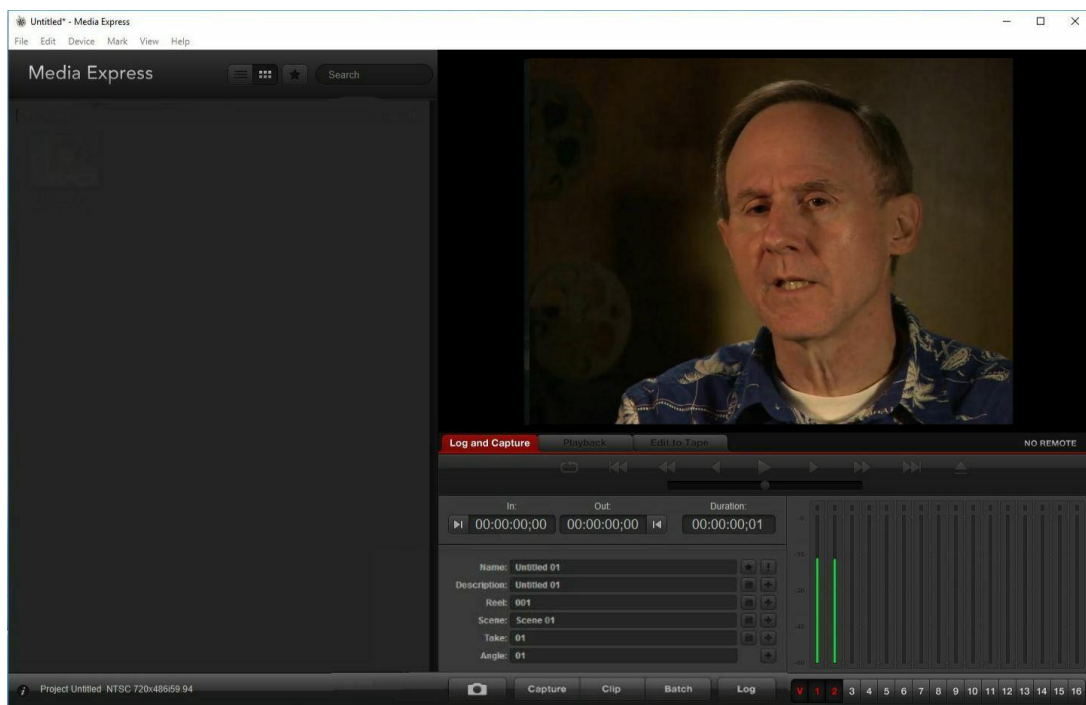 Untitled* - Media Express
File Edit Device Mark View Help
Media Express
Search
Log and Capture Playback Edit to Tape NO REMOTE
In: Out: Duration:
00:00:00;00 00:00:00;00 00:00:00;01
Name: Untitled 01
Description: Untitled 01
Reel: 001
Scene: Scene 01
Take: 01
Angle: 01
Project Untitled NTSC 720x486i59.94
Capture Clip Batch Log
V 1 2 3 4 5 6 7 8 9 10 11 12 13 14 15 16